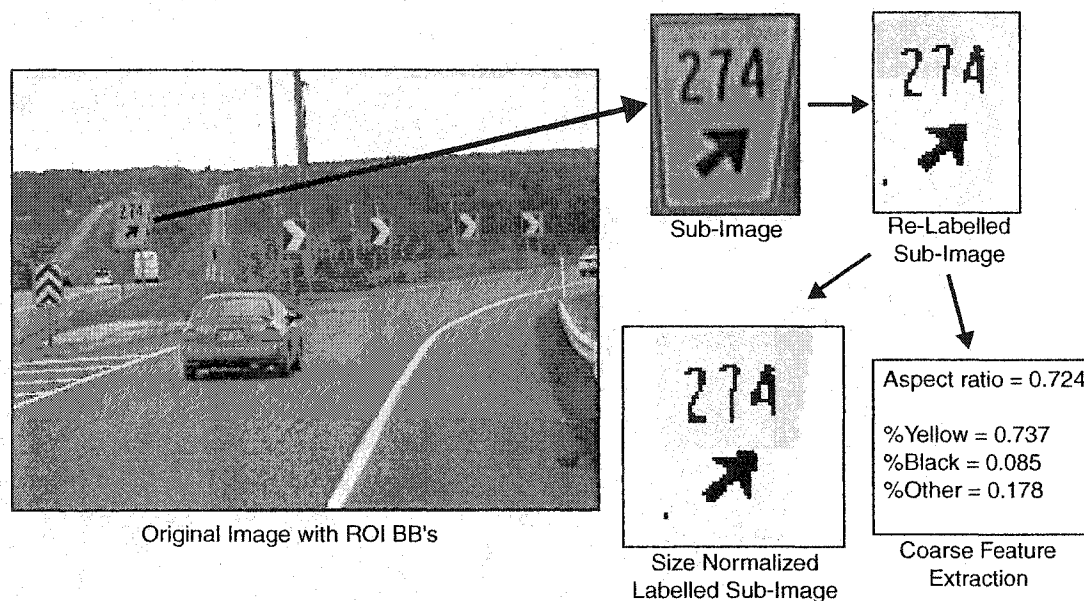 274
274
274
Sub-Image
Re-Labelled
Sub-Image
274
Original Image with ROI BB's
Size Normalized
Labelled Sub-Image
Aspect ratio = 0.724
%Yellow = 0.737
%Black = 0.085
%Other = 0.178
Coarse Feature
Extraction